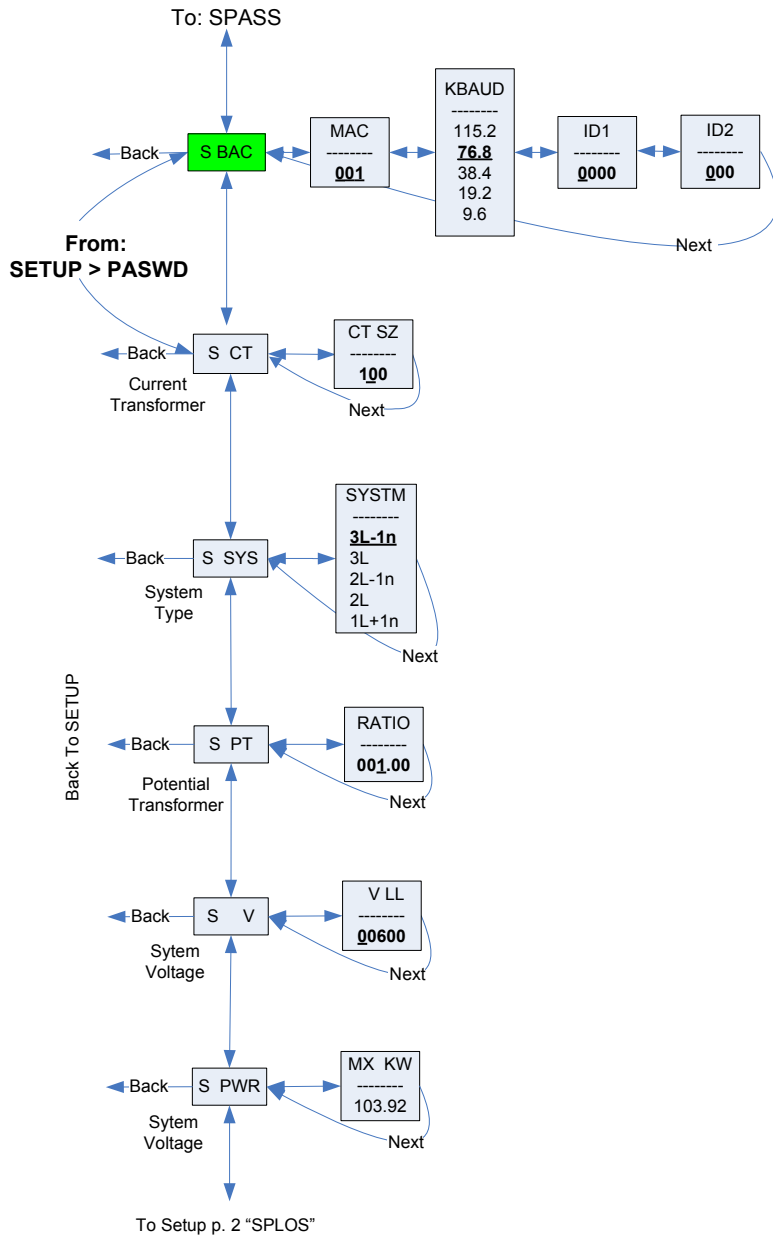 To: SPASS
Back
S BAC
MAC
--------
001
KBAUD
--------
115.2
76.8
38.4
19.2
9.6
ID1
--------
0000
ID2
--------
000
Next
From:
SETUP > PASWD
Back
S CT
Current
Transformer
CT SZ
--------
100
Next
Back
S SYS
System
Type
SYSTM
--------
3L-1n
3L
2L-1n
2L
1L+1n
Next
Back To SETUP
Back
S PT
Potential
Transformer
RATIO
--------
001.00
Next
Back
S V
Sytem
Voltage
V LL
--------
00600
Next
Back
S PWR
Sytem
Voltage
MX KW
--------
103.92
Next
To Setup p. 2 “SPLOS”